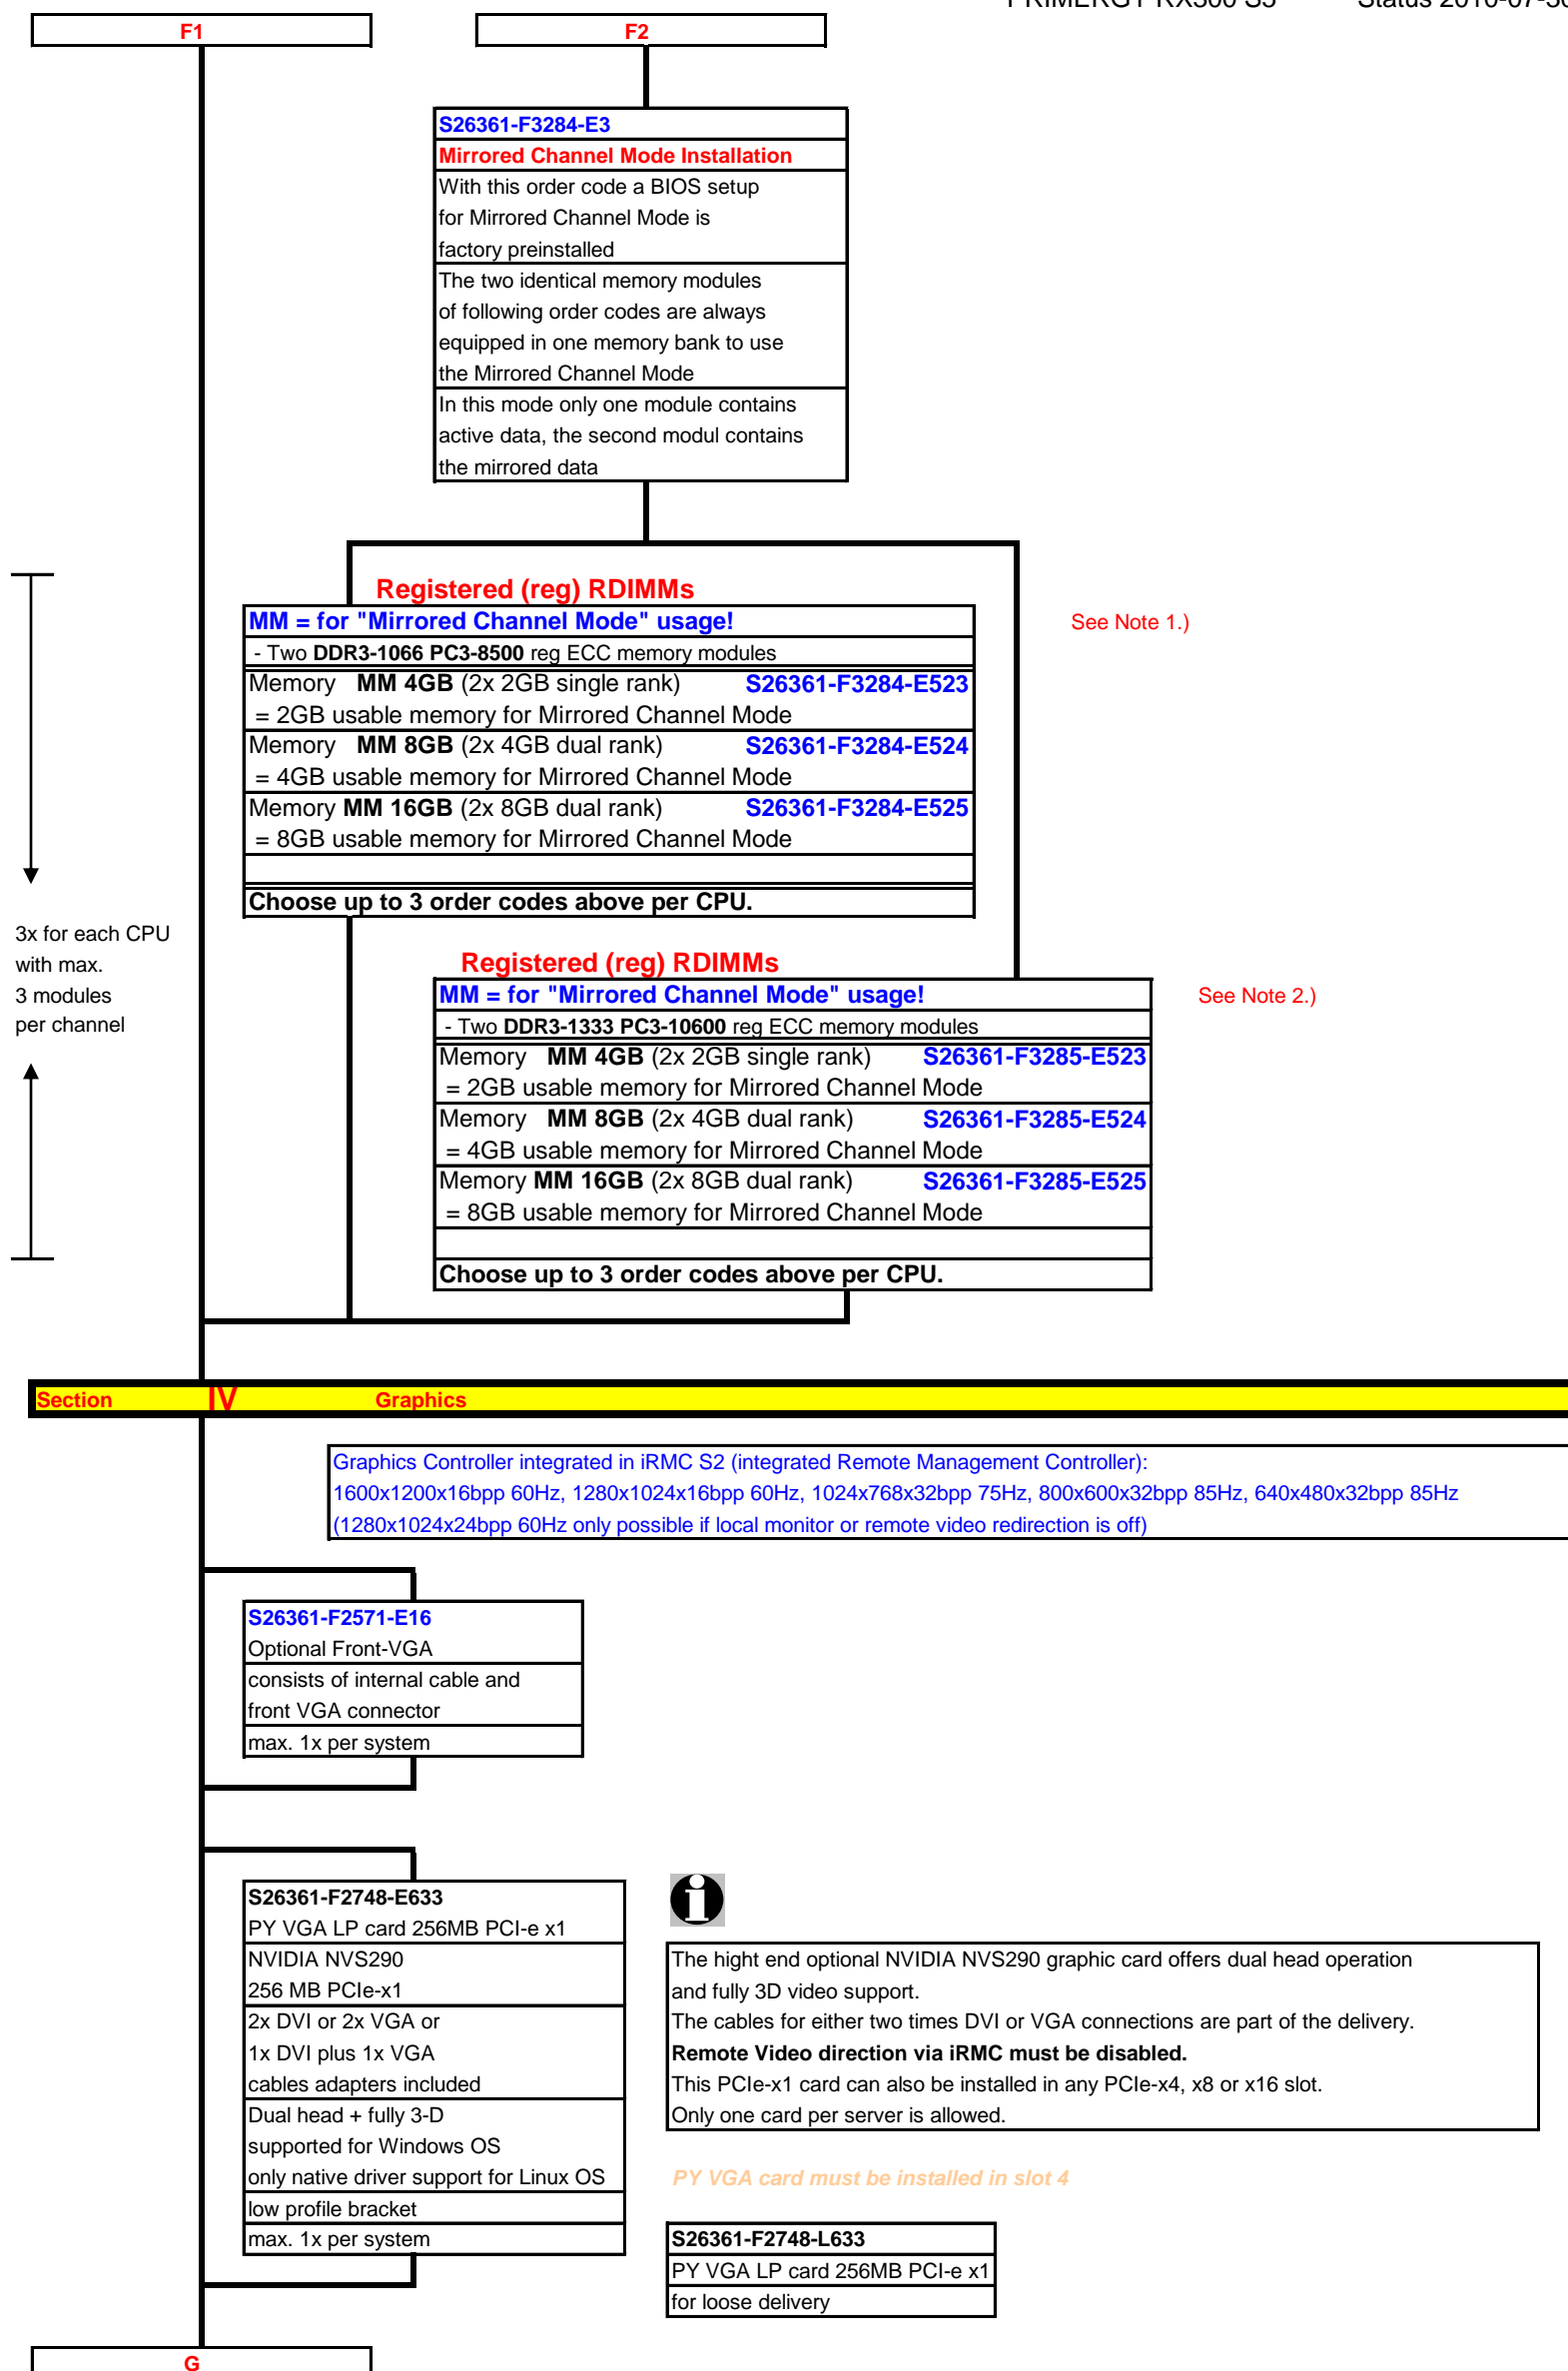 PRIMERGY RX300 S5 Status 2010-07-30
F1 F2
S26361-F3284-E3
Mirrored Channel Mode Installation
With this order code a BIOS setup
for Mirrored Channel Mode is
factory preinstalled
The two identical memory modules
of following order codes are always
equipped in one memory bank to use
the Mirrored Channel Mode
In this mode only one module contains
active data, the second modul contains
the mirrored data
Registered (reg) RDIMMs
MM = for "Mirrored Channel Mode" usage!
See Note 1.)
- Two DDR3-1066 PC3-8500 reg ECC memory modules
Memory MM 4GB (2x 2GB single rank) S26361-F3284-E523
= 2GB usable memory for Mirrored Channel Mode
Memory MM 8GB (2x 4GB dual rank) S26361-F3284-E524
= 4GB usable memory for Mirrored Channel Mode
Memory MM 16GB (2x 8GB dual rank) S26361-F3284-E525
= 8GB usable memory for Mirrored Channel Mode
Choose up to 3 order codes above per CPU.
3x for each CPU
with max.
3 modules
per channel
Registered (reg) RDIMMs
MM = for "Mirrored Channel Mode" usage!
See Note 2.)
- Two DDR3-1333 PC3-10600 reg ECC memory modules
Memory MM 4GB (2x 2GB single rank) S26361-F3285-E523
= 2GB usable memory for Mirrored Channel Mode
Memory MM 8GB (2x 4GB dual rank) S26361-F3285-E524
= 4GB usable memory for Mirrored Channel Mode
Memory MM 16GB (2x 8GB dual rank) S26361-F3285-E525
= 8GB usable memory for Mirrored Channel Mode
Choose up to 3 order codes above per CPU.
Section IV Graphics
Graphics Controller integrated in iRMC S2 (integrated Remote Management Controller):
1600x1200x16bpp 60Hz, 1280x1024x16bpp 60Hz, 1024x768x32bpp 75Hz, 800x600x32bpp 85Hz, 640x480x32bpp 85Hz
(1280x1024x24bpp 60Hz only possible if local monitor or remote video redirection is off)
S26361-F2571-E16
Optional Front-VGA
consists of internal cable and
front VGA connector
max. 1x per system
S26361-F2748-E633
PY VGA LP card 256MB PCI-e x1
NVIDIA NVS290
256 MB PCIe-x1
2x DVI or 2x VGA or
1x DVI plus 1x VGA
cables adapters included
Dual head + fully 3-D
supported for Windows OS
only native driver support for Linux OS
low profile bracket
max. 1x per system
i
The hight end optional NVIDIA NVS290 graphic card offers dual head operation
and fully 3D video support.
The cables for either two times DVI or VGA connections are part of the delivery.
Remote Video direction via iRMC must be disabled.
This PCIe-x1 card can also be installed in any PCIe-x4, x8 or x16 slot.
Only one card per server is allowed.
PY VGA card must be installed in slot 4
S26361-F2748-L633
PY VGA LP card 256MB PCI-e x1
for loose delivery
G